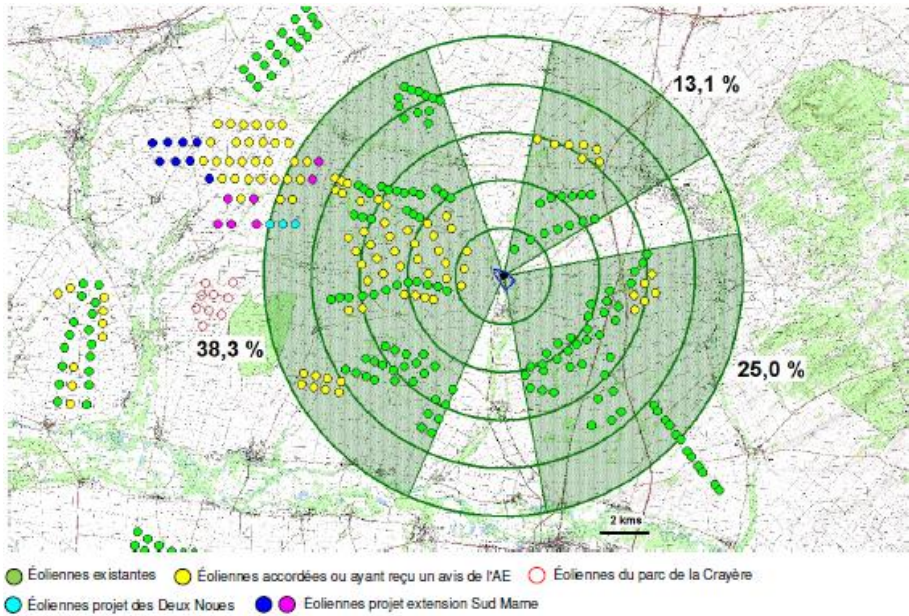 13,1 %
38,3 %
25,0 %
2 kms
Éoliennes existantes
Éoliennes accordées ou ayant reçu un avis de l'AE
Éoliennes du parc de la Crayère
Éoliennes projet des Deux Noues
Éoliennes projet extension Sud Marne